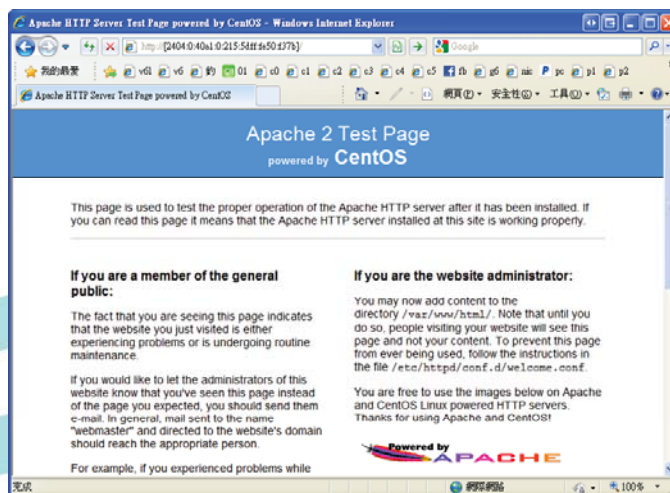 Apache HTTP Server Test Page powered by CentOS - Windows Internet Explorer
http://[2404:0:40a1:0:215:5dff:fe50:f37b]/
Google
我的最愛 v61 v6 釣 01 c0 c1 c2 c3 c4 c5 fb g6 nic pc p1 p2
Apache HTTP Server Test Page powered by CentOS 網頁(P) 安全性(S) 工具(O)
Apache 2 Test Page
powered by CentOS
This page is used to test the proper operation of the Apache HTTP server after it has been installed. If
you can read this page it means that the Apache HTTP server installed at this site is working properly.
If you are a member of the general
public:
The fact that you are seeing this page indicates
that the website you just visited is either
experiencing problems or is undergoing routine
maintenance.
If you would like to let the administrators of this
website know that you've seen this page instead
of the page you expected, you should send them
e-mail. In general, mail sent to the name
"webmaster" and directed to the website's domain
should reach the appropriate person.
For example, if you experienced problems while
If you are the website administrator:
You may now add content to the
directory /var/www/html/. Note that until you
do so, people visiting your website will see this
page and not your content. To prevent this page
from ever being used, follow the instructions in
the file /etc/httpd/conf.d/welcome.conf.
You are free to use the images below on Apache
and CentOS Linux powered HTTP servers.
Thanks for using Apache and CentOS!
Powered by
APACHE
完成 網際網路 100%